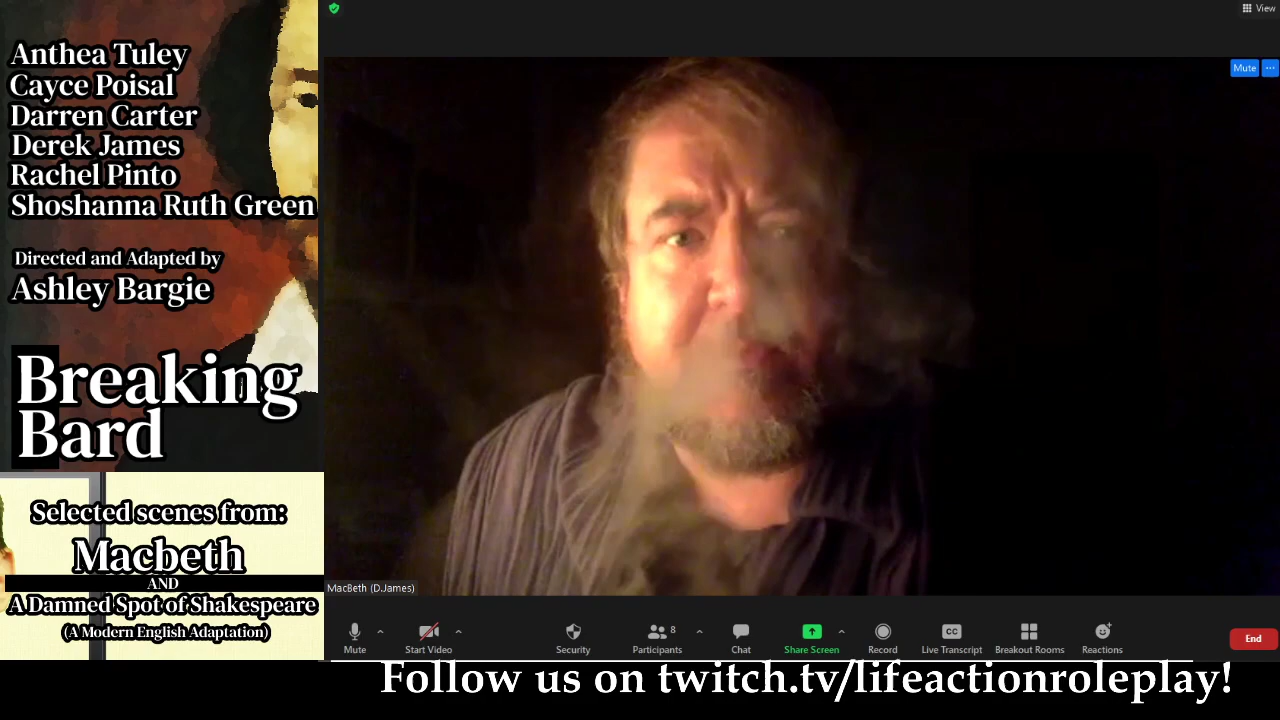 Anthea Tuley
Cayce Poisal
Darren Carter
Derek James
Rachel Pinto
Shoshanna Ruth Green
Directed and Adapted by
Ashley Bargie
Breaking
Bard
Selected scenes from:
Macbeth
AND
A Damned Spot of Shakespeare
(A Modern English Adaptation)
View
Mute
MacBeth (D.James)
Mute
Start Video
Security
8
Participants
Chat
Share Screen
Record
CC
Live Transcript
Breakout Rooms
Reactions
End
Follow us on twitch.tv/lifeactionroleplay!